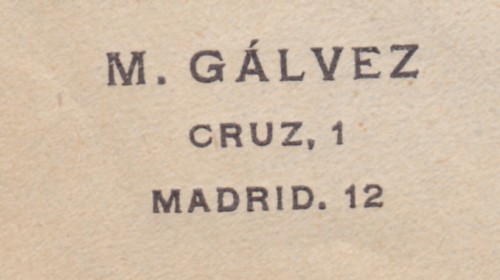 M. GÁLVEZ
CRUZ, 1
MADRID. 12